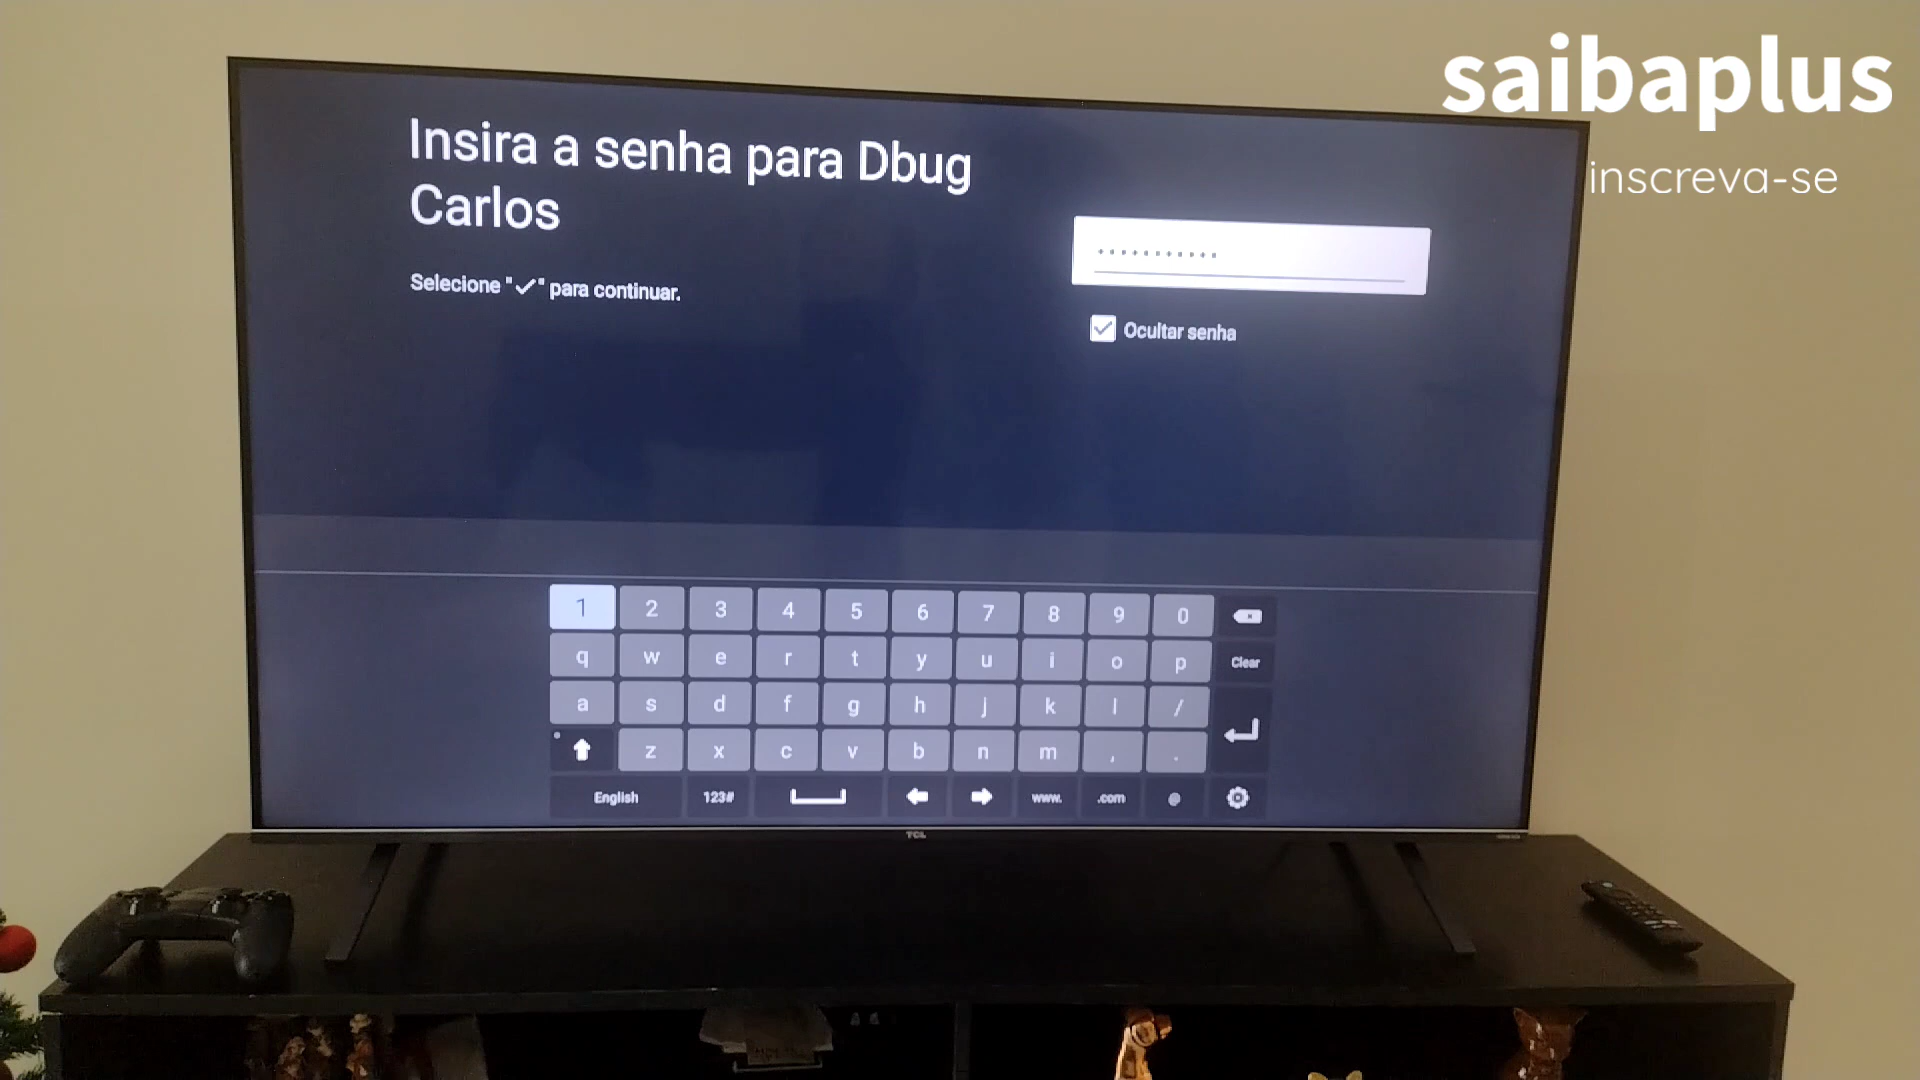 saibaplus
inscreva-se
Insira a senha para Dbug
Carlos
Selecione "✓" para continuar.
...........
Ocultar senha
1 2 3 4 5 6 7 8 9 0
q w e r t y u i o p Clear
a s d f g h j k l /
z x c v b n m , .
English 123# www. .com @
TCL